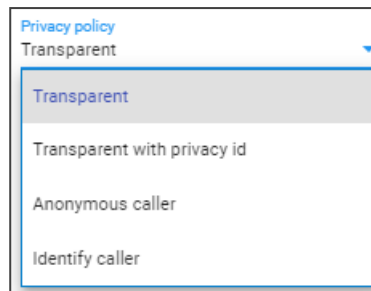 Privacy policy
Transparent
Transparent
Transparent with privacy id
Anonymous caller
Identify caller